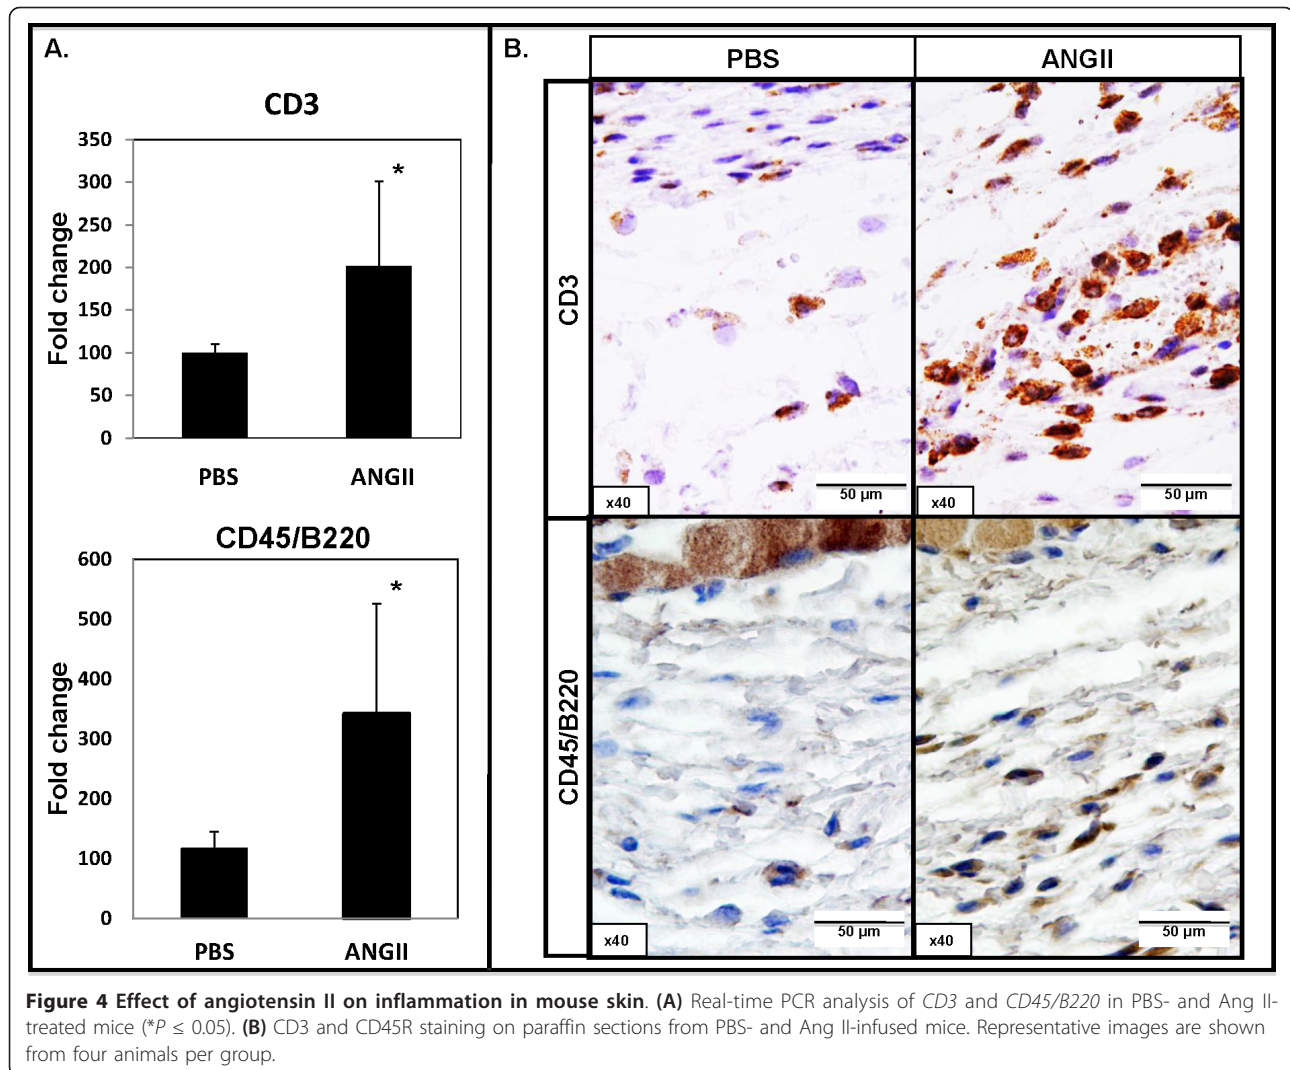 A.
CD3
350
300
250
200
150
100
50
0
Fold change
*
PBS ANGII
CD45/B220
600
500
400
300
200
100
0
Fold change
*
PBS ANGII
B.
PBS ANGII
CD3
x40
50 µm
x40
50 µm
CD45/B220
x40
50 µm
x40
50 µm
Figure 4 Effect of angiotensin II on inflammation in mouse skin. (A) Real-time PCR analysis of CD3 and CD45/B220 in PBS- and Ang II-
treated mice (*P ≤ 0.05). (B) CD3 and CD45R staining on paraffin sections from PBS- and Ang II-infused mice. Representative images are shown
from four animals per group.